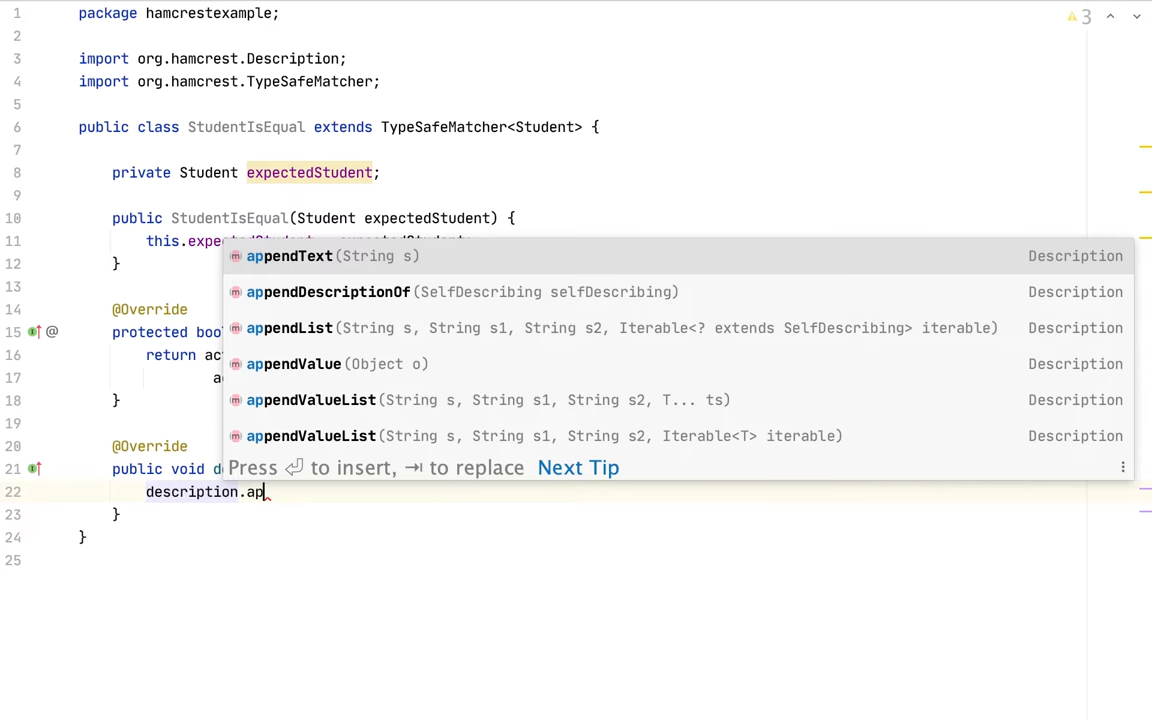 1 package hamcrestexample;
3
2
3 import org.hamcrest.Description;
4 import org.hamcrest.TypeSafeMatcher;
5
6 public class StudentIsEqual extends TypeSafeMatcher<Student> {
7
8 private Student expectedStudent;
9
10 public StudentIsEqual(Student expectedStudent) {
11 this.expe
12 }
13
14 @Override
15 @ protected boo
16 return ac
17 a
18 }
19
20 @Override
21 public void d
22 description.ap
23 }
24 }
25
appendText(String s) Description
appendDescriptionOf(SelfDescribing selfDescribing) Description
appendList(String s, String s1, String s2, Iterable<? extends SelfDescribing> iterable) Description
appendValue(Object o) Description
appendValueList(String s, String s1, String s2, T... ts) Description
appendValueList(String s, String s1, String s2, Iterable<T> iterable) Description
Press ⏎ to insert, ⇥ to replace Next Tip